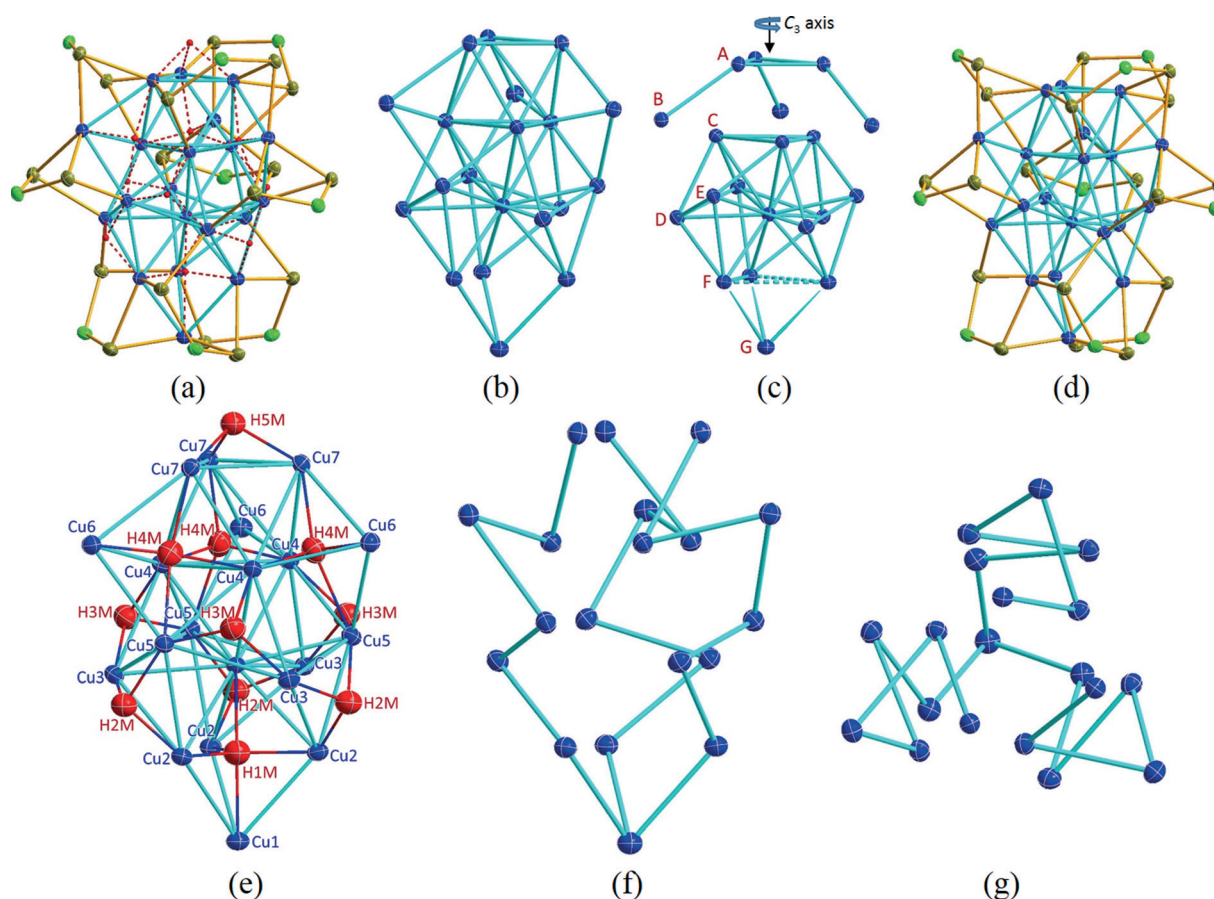 C3 axis
A
B
C
E
D
F
G
(a)
(b)
(c)
(d)
H5M
Cu7
Cu7
Cu7
Cu6
Cu6
Cu6
H4M
H4M
H4M
Cu4
Cu4
Cu4
H3M
H3M
H3M
Cu5
Cu5
Cu5
Cu3
Cu3
Cu3
H2M
H2M
H2M
Cu2
Cu2
Cu2
H1M
Cu1
(e)
(f)
(g)